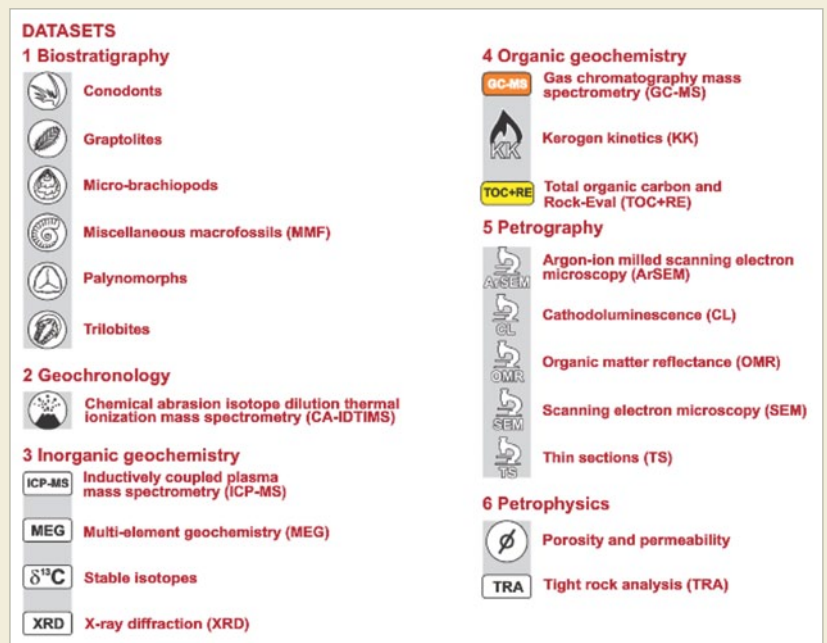 DATASETS
1 Biostratigraphy
Conodonts
Graptolites
Micro-brachiopods
Miscellaneous macrofossils (MMF)
Palynomorphs
Trilobites
2 Geochronology
Chemical abrasion isotope dilution thermal
ionization mass spectrometry (CA-IDTIMS)
3 Inorganic geochemistry
ICP-MS Inductively coupled plasma
mass spectrometry (ICP-MS)
MEG Multi-element geochemistry (MEG)
δ¹³C Stable isotopes
XRD X-ray diffraction (XRD)
4 Organic geochemistry
GC-MS Gas chromatography mass
spectrometry (GC-MS)
KK Kerogen kinetics (KK)
TOC+RE Total organic carbon and
Rock-Eval (TOC+RE)
5 Petrography
ArSEM Argon-ion milled scanning electron
microscopy (ArSEM)
CL Cathodoluminescence (CL)
OMR Organic matter reflectance (OMR)
SEM Scanning electron microscopy (SEM)
TS Thin sections (TS)
6 Petrophysics
ϕ Porosity and permeability
TRA Tight rock analysis (TRA)